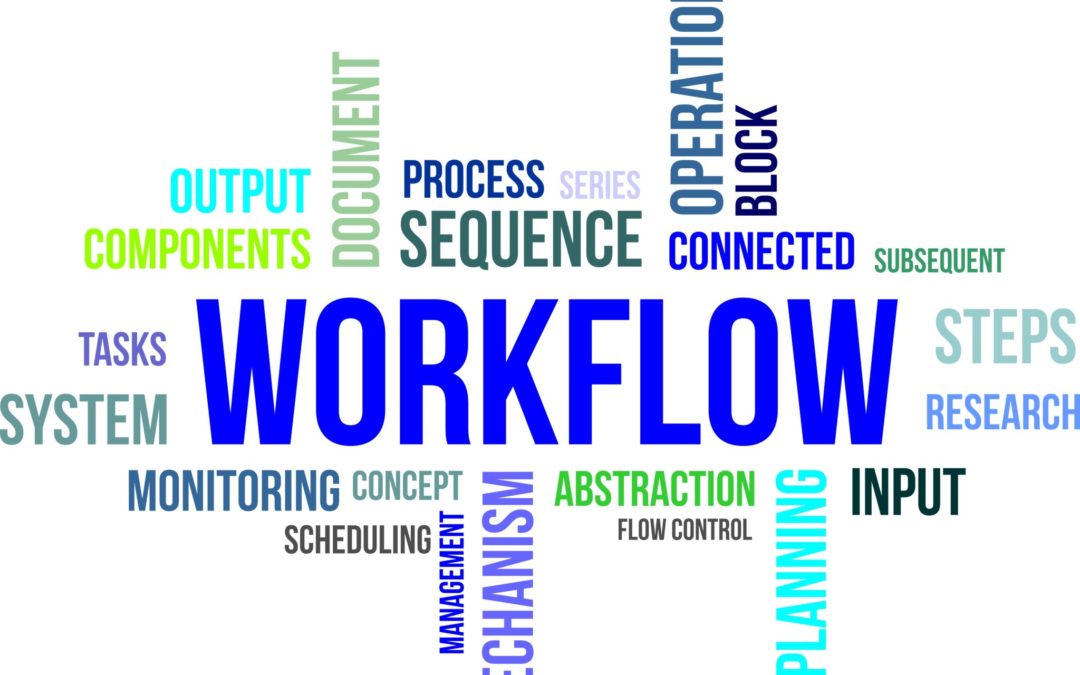 OPERATION
DOCUMENT
BLOCK
OUTPUT
PROCESS
SERIES
COMPONENTS
SEQUENCE
CONNECTED
SUBSEQUENT
WORKFLOW
TASKS
STEPS
SYSTEM
RESEARCH
MONITORING
CONCEPT
ECHANISM
ABSTRACTION
PLANNING
INPUT
SCHEDULING
MANAGEMENT
FLOW CONTROL